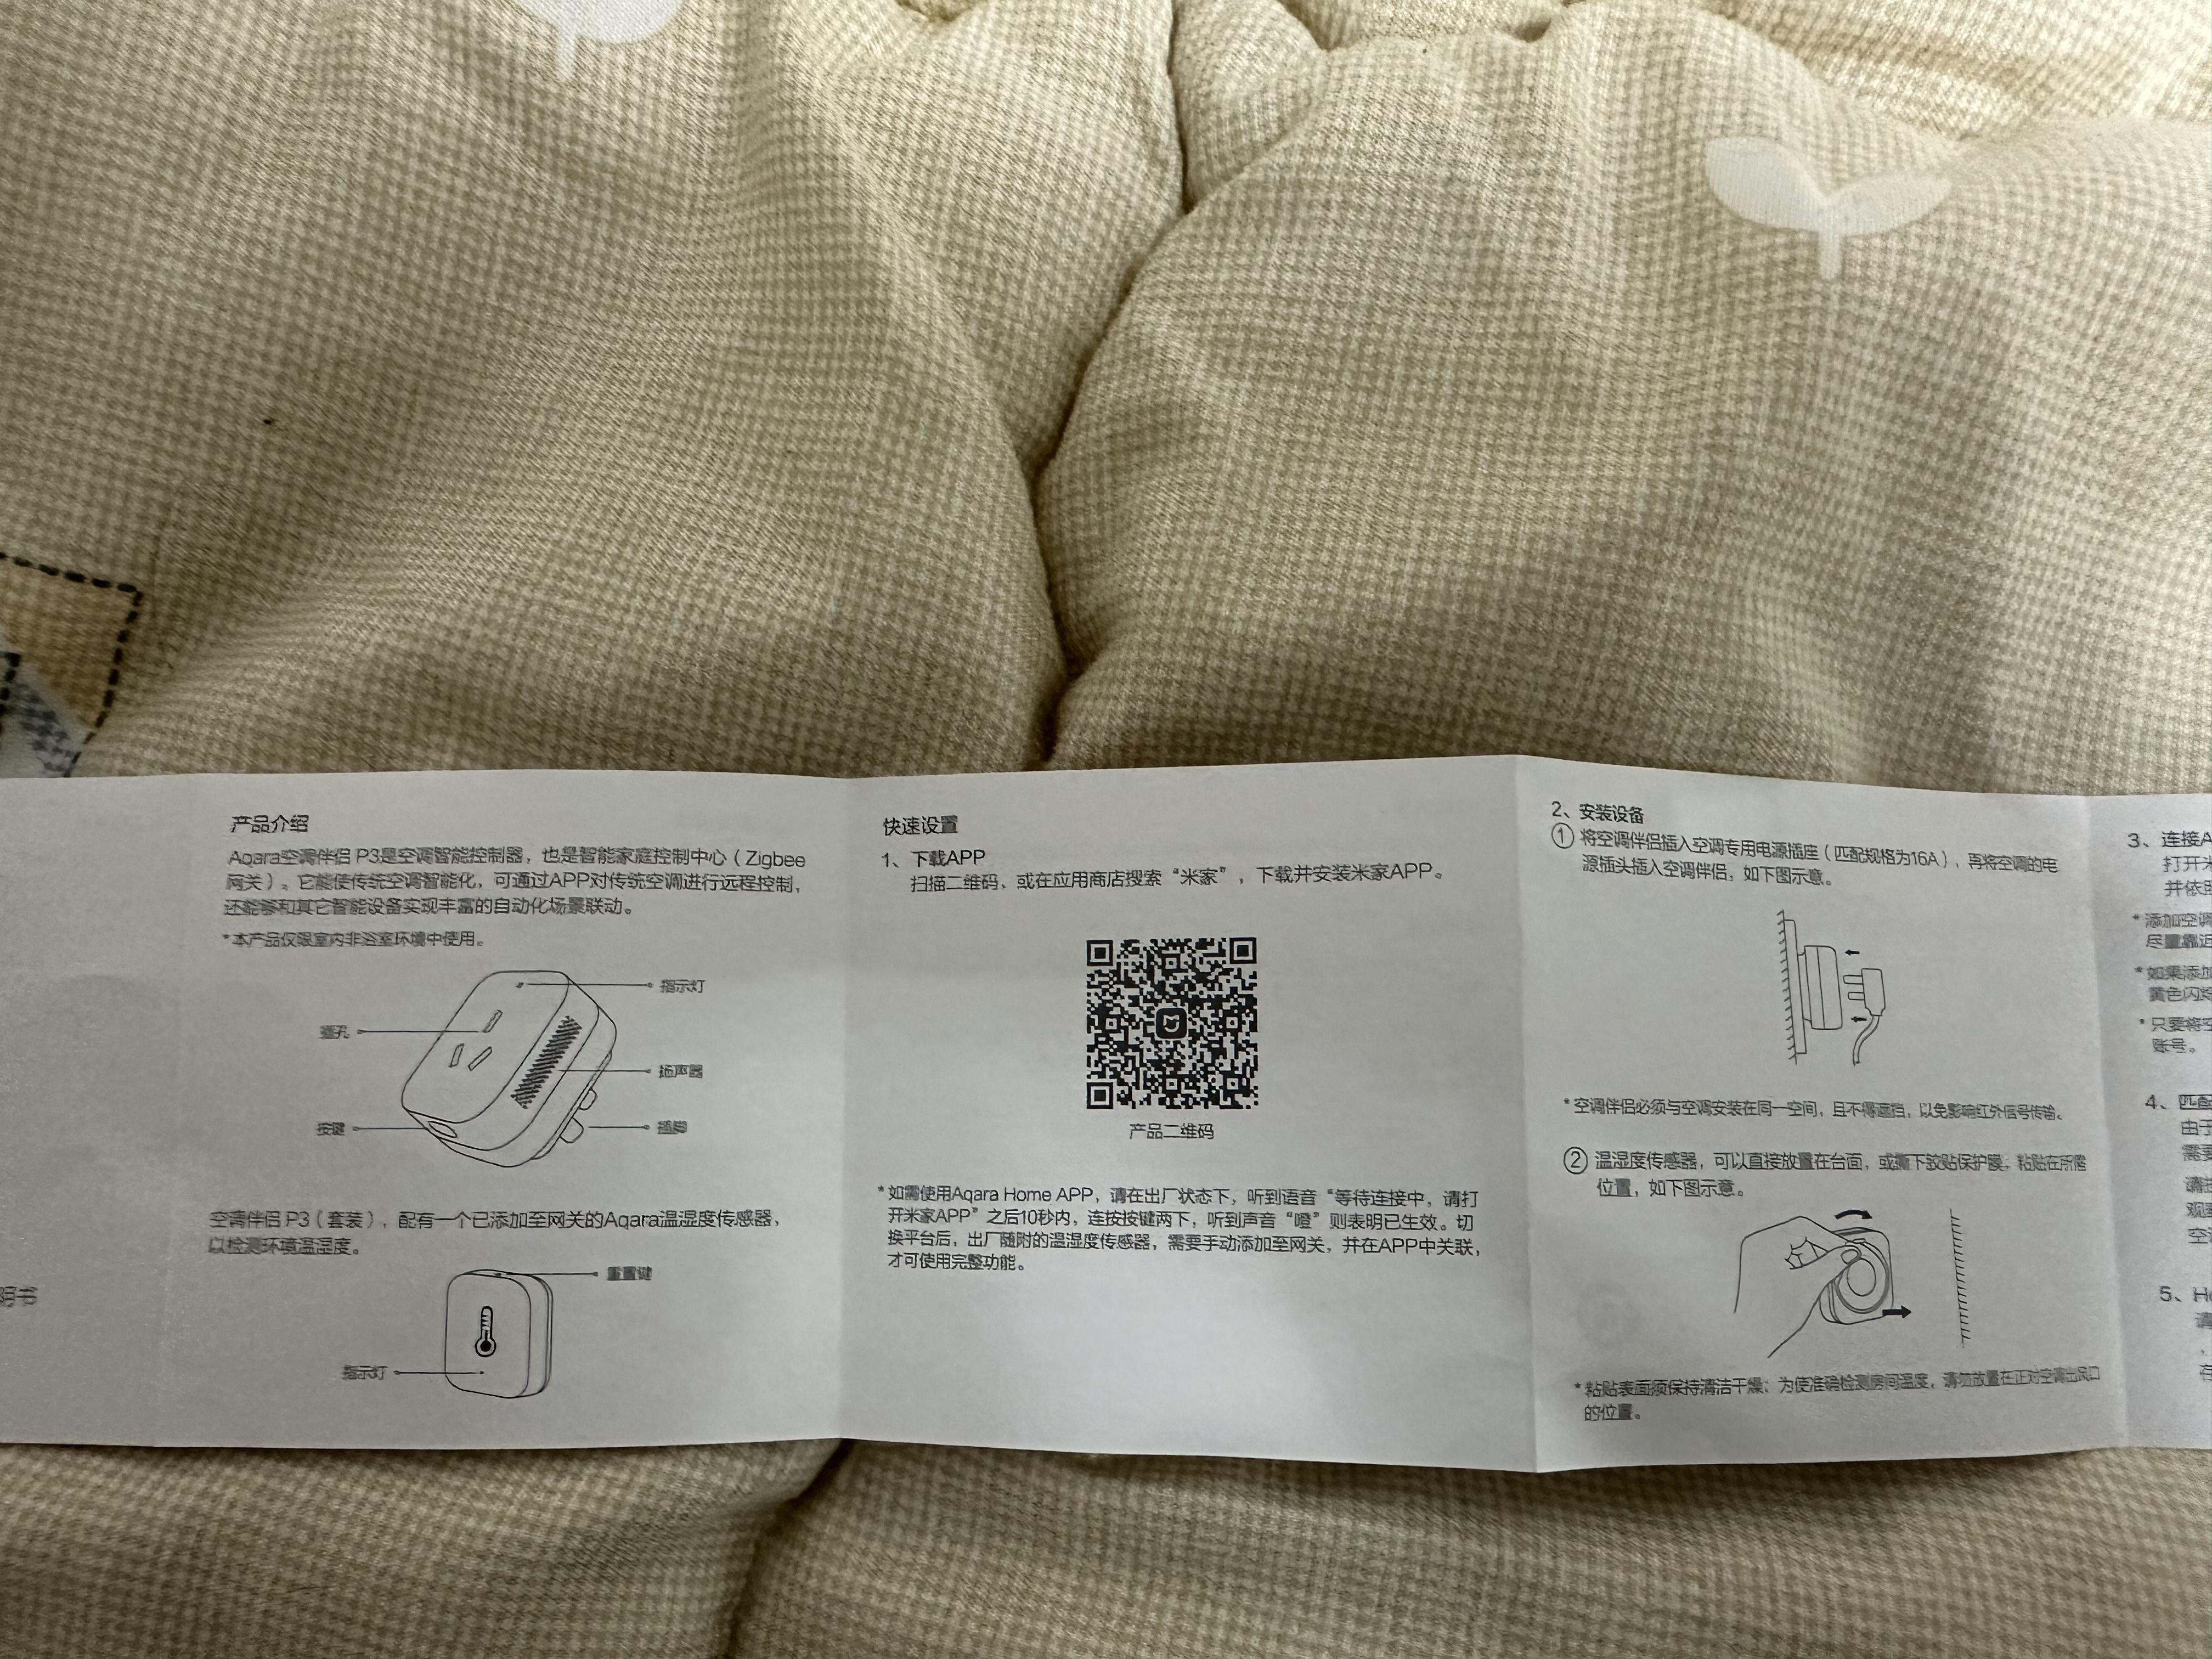 明书
产品介绍
Aqara空调伴侣 P3是空调智能控制器，也是智能家庭控制中心（Zigbee
网关）。它能使传统空调智能化，可通过APP对传统空调进行远程控制，
还能够和其它智能设备实现丰富的自动化场景联动。
*本产品仅限室内非浴室环境中使用。
指示灯
插孔
扬声器
按键
插脚
空调伴侣 P3（套装），配有一个已添加至网关的Aqara温湿度传感器，
以检测环境温湿度。
重置键
指示灯
快速设置
1、下载APP
扫描二维码、或在应用商店搜索“米家”，下载并安装米家APP。
产品二维码
*如需使用Aqara Home APP，请在出厂状态下，听到语音“等待连接中，请打
开米家APP”之后10秒内，连按按键两下，听到声音“噔”则表明已生效。切
换平台后，出厂随附的温湿度传感器，需要手动添加至网关，并在APP中关联，
才可使用完整功能。
2、安装设备
① 将空调伴侣插入空调专用电源插座（匹配规格为16A），再将空调的电
源插头插入空调伴侣，如下图示意。
*空调伴侣必须与空调安装在同一空间，且不得遮挡，以免影响红外信号传输。
② 温湿度传感器，可以直接放置在台面，或撕下胶贴保护膜，粘贴在所需
位置，如下图示意。
*粘贴表面须保持清洁干燥；为使准确检测房间温度，请勿放置在正对空调出风口
的位置。
3、连接A
打开米
并依照
*添加空调
尽量靠近
*如果添加
黄色闪烁
*只要将空
账号。
4、匹配
由于
需要
请按
观察
空调
5、Ho
请
，
存